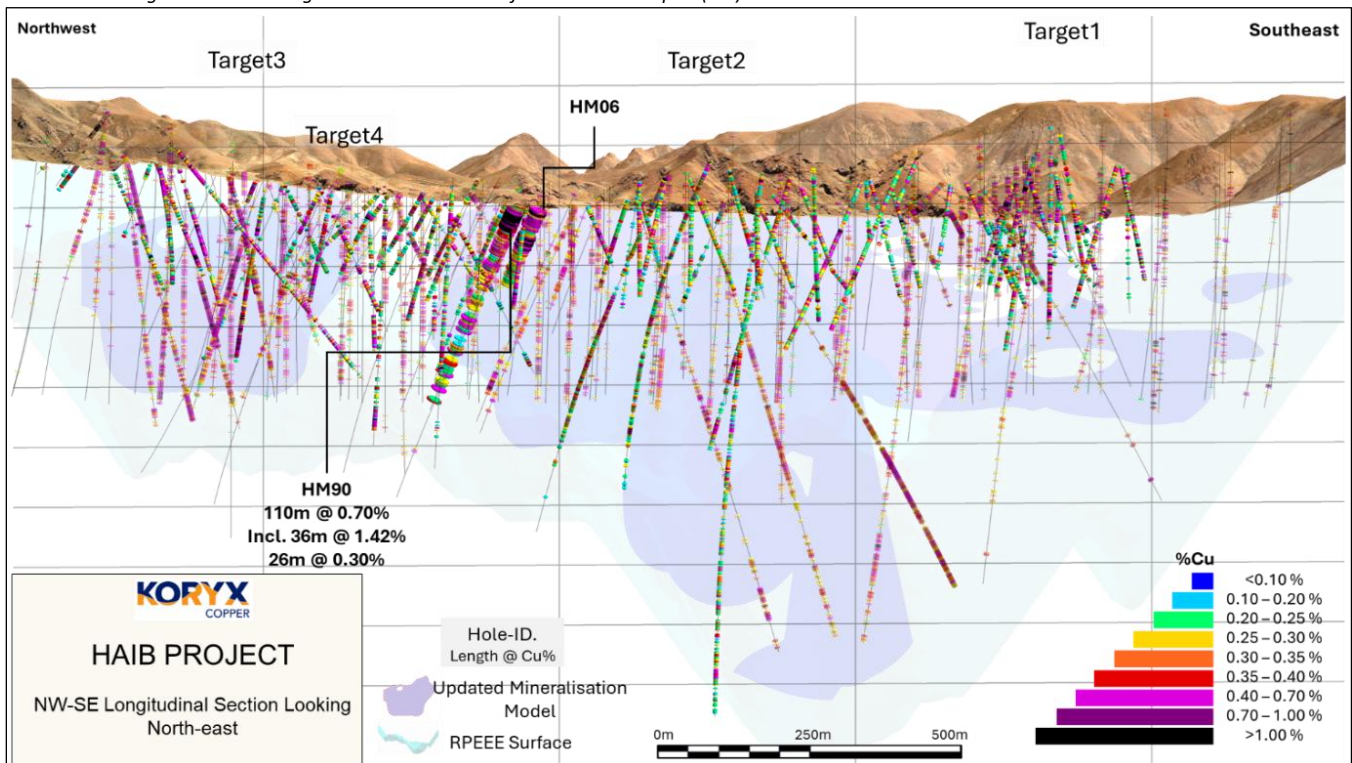 Northwest
Southeast
Target3
Target2
Target1
HM06
Target4
HM90
110m @ 0.70%
Incl. 36m @ 1.42%
26m @ 0.30%
KORYX
COPPER
HAIB PROJECT
NW-SE Longitudinal Section Looking
North-east
Hole-ID.
Length @ Cu%
Updated Mineralisation
Model
RPEEE Surface
0m 250m 500m
%Cu
<0.10 %
0.10 – 0.20 %
0.20 – 0.25 %
0.25 – 0.30 %
0.30 – 0.35 %
0.35 – 0.40 %
0.40 – 0.70 %
0.70 – 1.00 %
>1.00 %